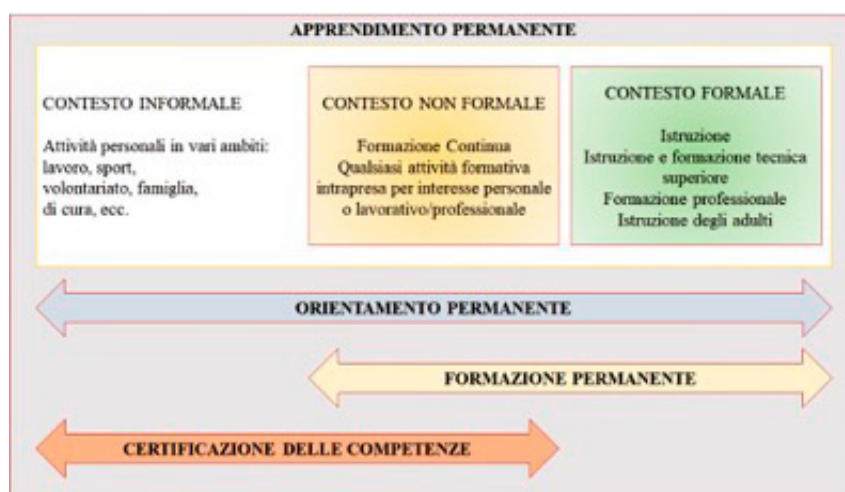 APPRENDIMENTO PERMANENTE
CONTESTO INFORMALE
Attività personali in vari ambiti:
lavoro, sport,
volontariato, famiglia,
di cura, ecc.
CONTESTO NON FORMALE
Formazione Continua
Qualsiasi attività formativa
intrapresa per interesse personale
o lavorativo/professionale
CONTESTO FORMALE
Istruzione
Istruzione e formazione tecnica
superiore
Formazione professionale
Istruzione degli adulti
ORIENTAMENTO PERMANENTE
FORMAZIONE PERMANENTE
CERTIFICAZIONE DELLE COMPETENZE